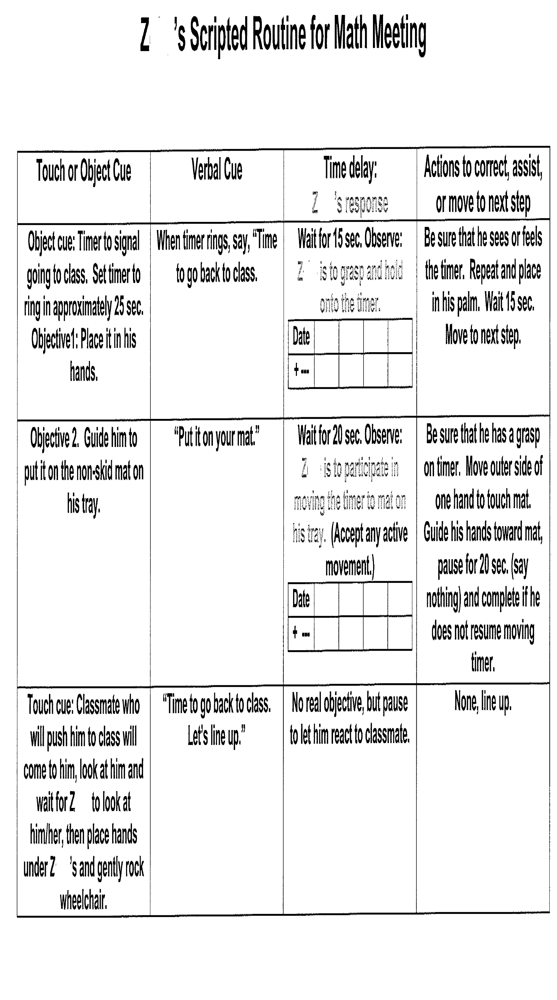 Z 's Scripted Routine for Math Meeting
Touch or Object Cue
Verbal Cue
Time delay:
Z 's response
Actions to correct, assist,
or move to next step
Object cue: Timer to signal
going to class. Set timer to
ring in approximately 25 sec.
Objective1: Place it in his
hands.
When timer rings, say, “Time
to go back to class.
Wait for 15 sec. Observe:
Z is to grasp and hold
onto the timer.
Date
+ ---
Be sure that he sees or feels
the timer. Repeat and place
in his palm. Wait 15 sec.
Move to next step.
Objective 2. Guide him to
put it on the non-skid mat on
his tray.
“Put it on your mat.”
Wait for 20 sec. Observe:
Z is to participate in
moving the timer to mat on
his tray. (Accept any active
movement.)
Date
+ ---
Be sure that he has a grasp
on timer. Move outer side of
one hand to touch mat.
Guide his hands toward mat,
pause for 20 sec. (say
nothing) and complete if he
does not resume moving
timer.
Touch cue: Classmate who
will push him to class will
come to him, look at him and
wait for Z to look at
him/her, then place hands
under Z 's and gently rock
wheelchair.
“Time to go back to class.
Let's line up.”
No real objective, but pause
to let him react to classmate.
None, line up.